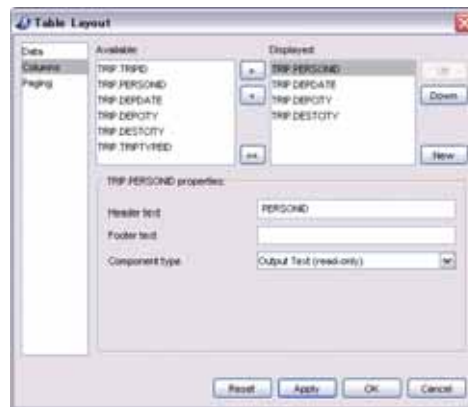 Table Layout
Data
Columns
Paging
Available:
TRIP.TRIPID
TRIP.PERSONID
TRIP.DEPDATE
TRIP.DEPCITY
TRIP.DESTCITY
TRIP.TRIPTYPEID
>
<
Displayed:
TRIP.PERSONID
TRIP.DEPDATE
TRIP.DEPCITY
TRIP.DESTCITY
Up
Down
New
TRIP.PERSONID properties:
Header text
PERSONID
Footer text
Component type
Output Text (read-only)
Reset
Apply
OK
Cancel